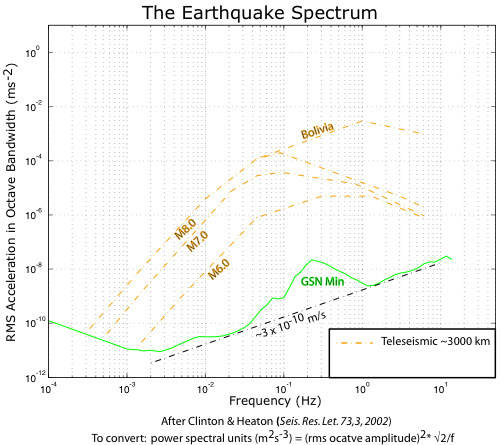 The Earthquake Spectrum
RMS Acceleration in Octave Bandwidth (ms-2)
10^0
10^-2
10^-4
10^-6
10^-8
10^-10
10^-12
Bolivia
M8.0
M7.0
M6.0
GSN Min
~3 x 10^-10 m/s
Teleseismic ~3000 km
10^-4 10^-3 10^-2 10^-1 10^0 10^1
Frequency (Hz)
After Clinton & Heaton (Seis. Res. Let. 73,3, 2002)
To convert: power spectral units (m^2s^-3) = (rms ocatve amplitude)^2* √2/f